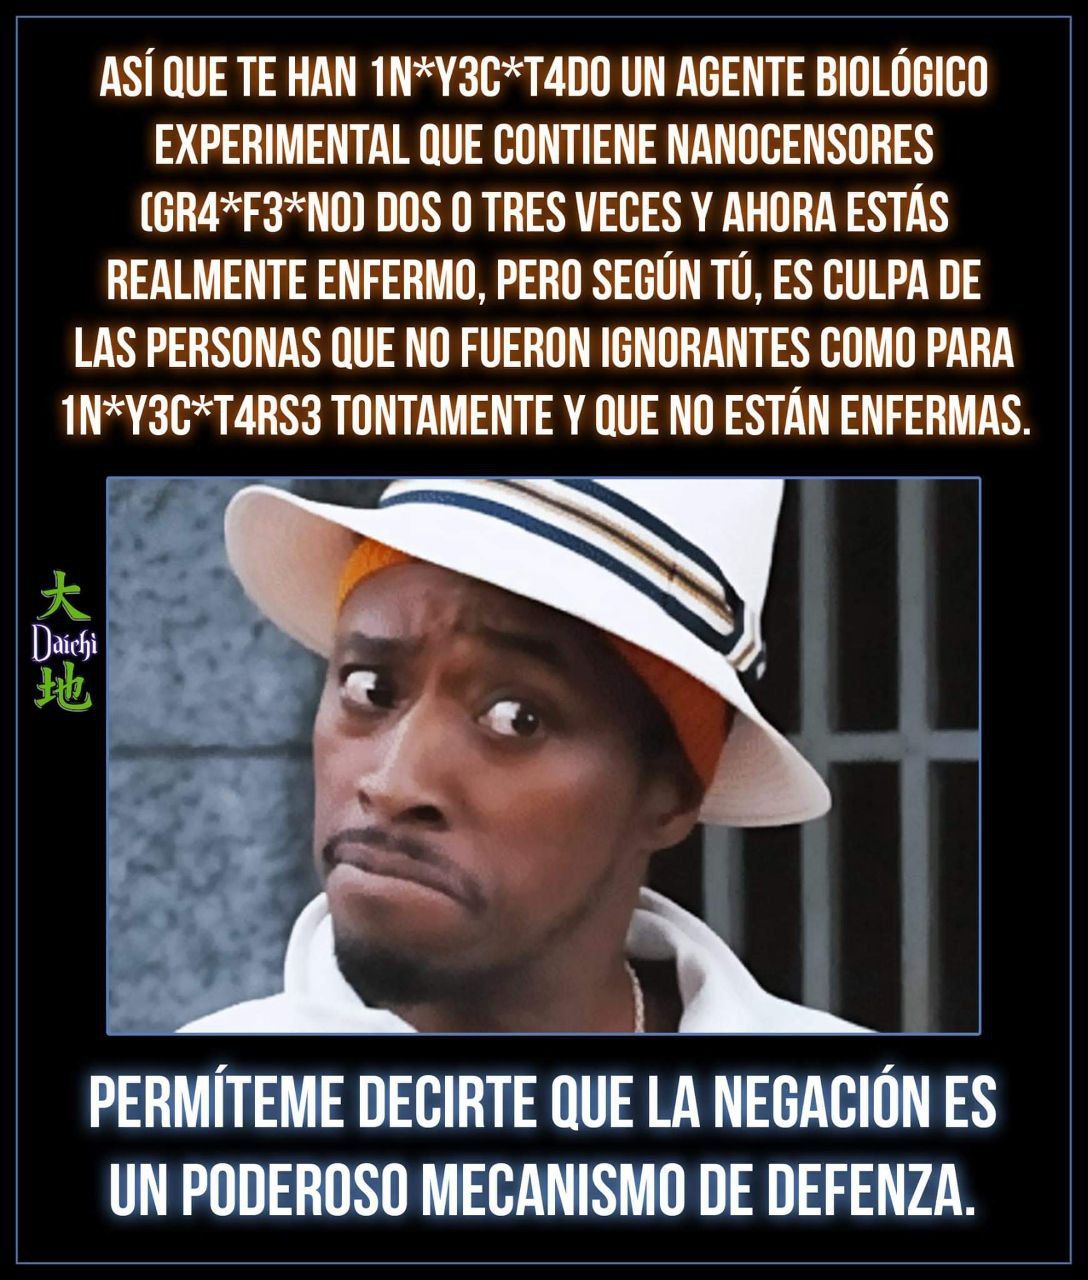 ASÍ QUE TE HAN 1N*Y3C*T4DO UN AGENTE BIOLÓGICO
EXPERIMENTAL QUE CONTIENE NANOCENSORES
(GR4*F3*NO) DOS O TRES VECES Y AHORA ESTÁS
REALMENTE ENFERMO, PERO SEGÚN TÚ, ES CULPA DE
LAS PERSONAS QUE NO FUERON IGNORANTES COMO PARA
1N*Y3C*T4RS3 TONTAMENTE Y QUE NO ESTÁN ENFERMAS.
大
Daichi
地
PERMÍTEME DECIRTE QUE LA NEGACIÓN ES
UN PODEROSO MECANISMO DE DEFENZA.